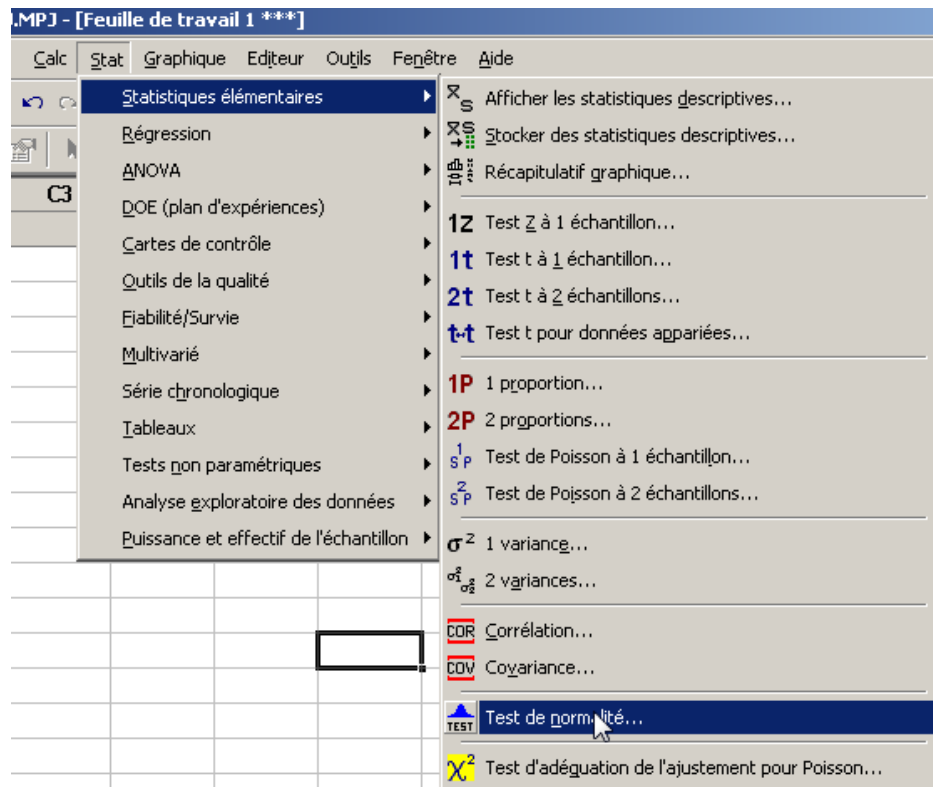 .MPJ - [Feuille de travail 1 ***]
Calc Stat Graphique Editeur Outils Fenêtre Aide
Statistiques élémentaires
Régression
ANOVA
DOE (plan d'expériences)
Cartes de contrôle
Outils de la qualité
Fiabilité/Survie
Multivarié
Série chronologique
Tableaux
Tests non paramétriques
Analyse exploratoire des données
Puissance et effectif de l'échantillon
C3
Afficher les statistiques descriptives...
Stocker des statistiques descriptives...
Récapitulatif graphique...
1Z Test Z à 1 échantillon...
1t Test t à 1 échantillon...
2t Test t à 2 échantillons...
t-t Test t pour données appariées...
1P 1 proportion...
2P 2 proportions...
1 S P Test de Poisson à 1 échantillon...
2 S P Test de Poisson à 2 échantillons...
σ² 1 variance...
σ²₁ σ²₂ 2 variances...
COR Corrélation...
COV Covariance...
TEST Test de normalité...
χ² Test d'adéquation de l'ajustement pour Poisson...